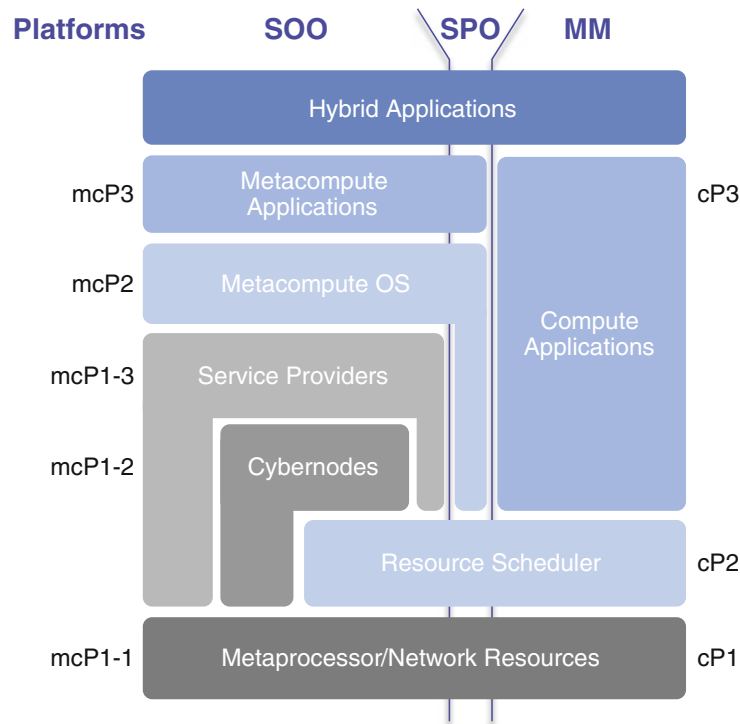 Platforms SOO SPO MM
Hybrid Applications
mcP3 Metacompute Applications cP3
mcP2 Metacompute OS
Compute Applications
mcP1-3 Service Providers
mcP1-2 Cybernodes
Resource Scheduler cP2
mcP1-1 Metaprocessor/Network Resources cP1